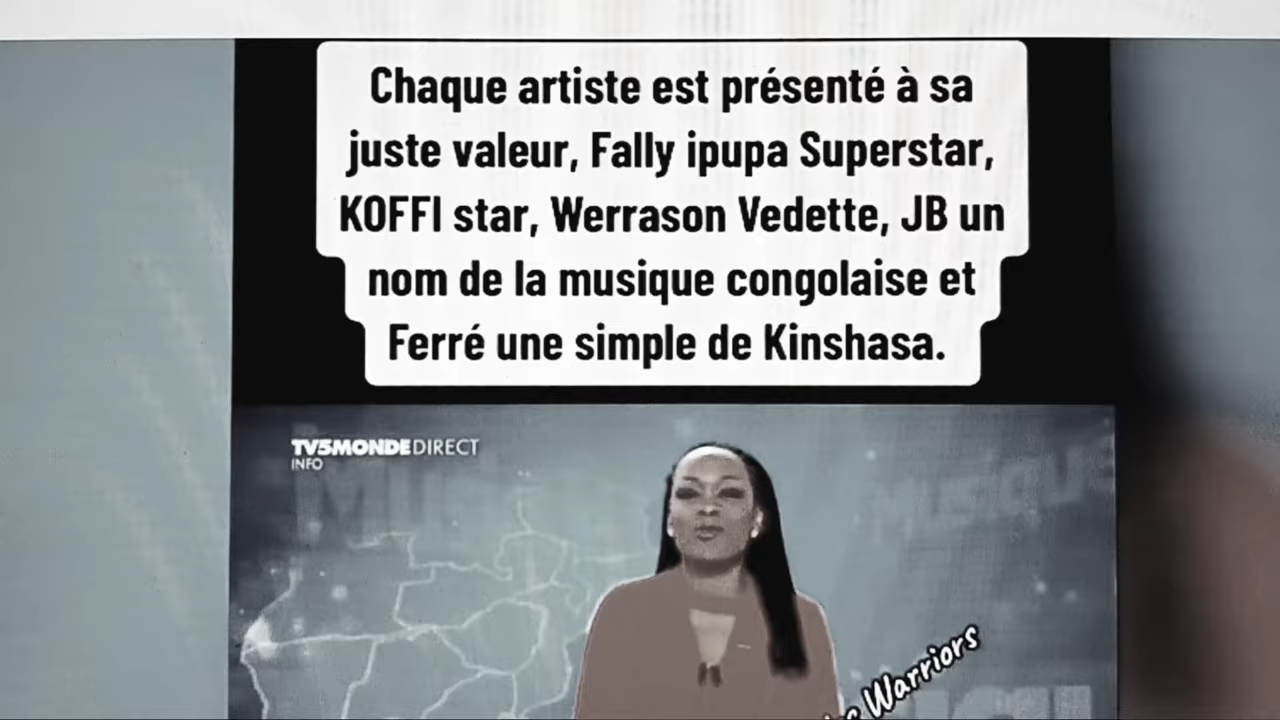 Chaque artiste est présenté à sa
juste valeur, Fally ipupa Superstar,
KOFFI star, Werrason Vedette, JB un
nom de la musique congolaise et
Ferré une simple de Kinshasa.
TV5MONDE DIRECT
INFO
Warriors